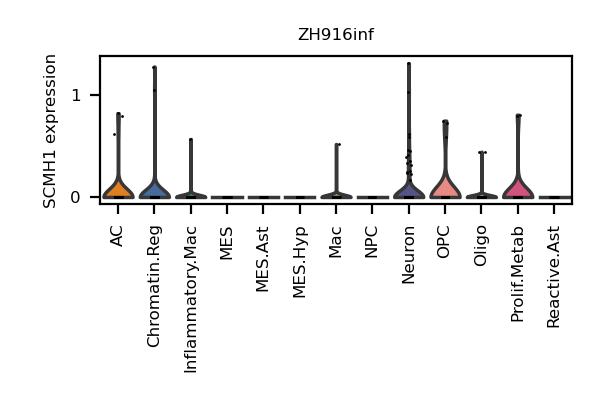 ZH916inf
SCMH1 expression
1
0
AC
Chromatin.Reg
Inflammatory.Mac
MES
MES.Ast
MES.Hyp
Mac
NPC
Neuron
OPC
Oligo
Prolif.Metab
Reactive.Ast